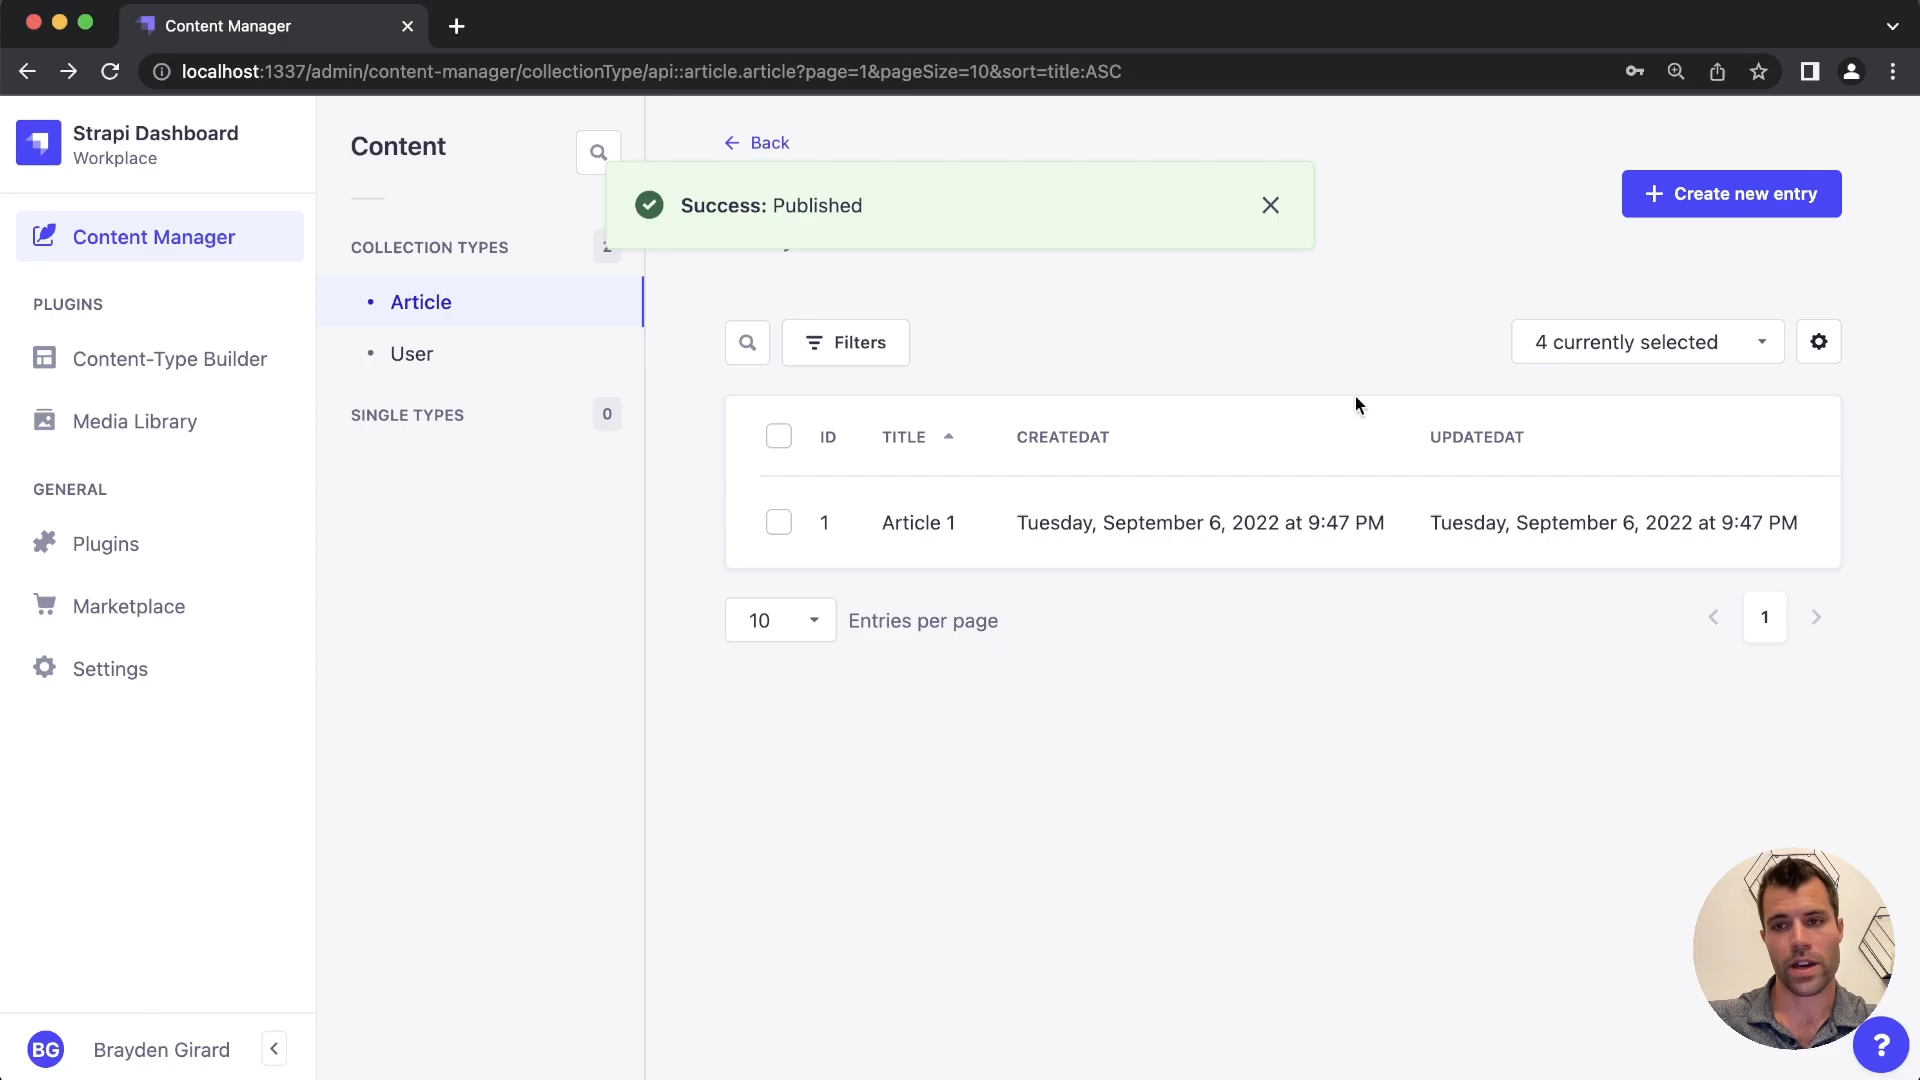 Content Manager
localhost:1337/admin/content-manager/collectionType/api::article.article?page=1&pageSize=10&sort=title:ASC
Strapi Dashboard
Workplace
Content Manager
PLUGINS
Content-Type Builder
Media Library
GENERAL
Plugins
Marketplace
Settings
BG Brayden Girard
Content
COLLECTION TYPES 2
Article
User
SINGLE TYPES 0
Back
Success: Published
Create new entry
Filters
4 currently selected
ID TITLE CREATEDAT UPDATEDAT
1 Article 1 Tuesday, September 6, 2022 at 9:47 PM Tuesday, September 6, 2022 at 9:47 PM
10 Entries per page
1
?